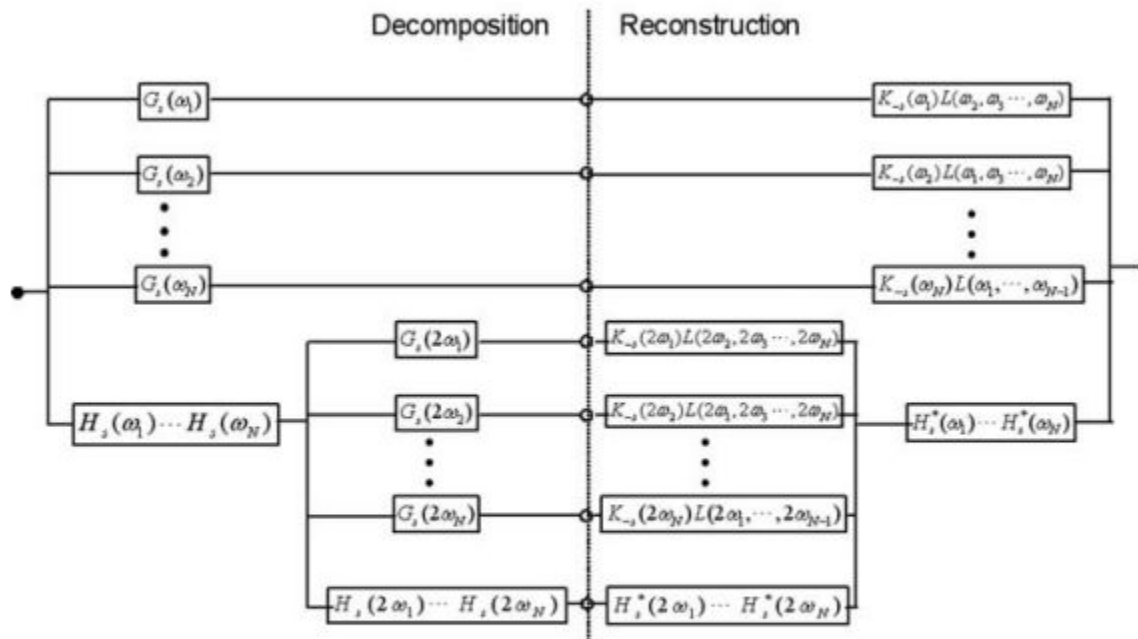 Decomposition Reconstruction
G_s(ω_1) K_{-s}(ω_1)L(ω_2, ω_3 ⋯, ω_N)
G_s(ω_2) K_{-s}(ω_2)L(ω_1, ω_3 ⋯, ω_N)
G_s(ω_N) K_{-s}(ω_N)L(ω_1, ⋯, ω_{N-1})
G_s(2ω_1) K_{-s}(2ω_1)L(2ω_2, 2ω_3 ⋯, 2ω_N)
G_s(2ω_2) K_{-s}(2ω_2)L(2ω_1, 2ω_3 ⋯, 2ω_N)
H_s(ω_1) ⋯ H_s(ω_N) H_s^*(ω_1) ⋯ H_s^*(ω_N)
G_s(2ω_N) K_{-s}(2ω_N)L(2ω_1, ⋯, 2ω_{N-1})
H_s(2ω_1) ⋯ H_s(2ω_N) H_s^*(2ω_1) ⋯ H_s^*(2ω_N)